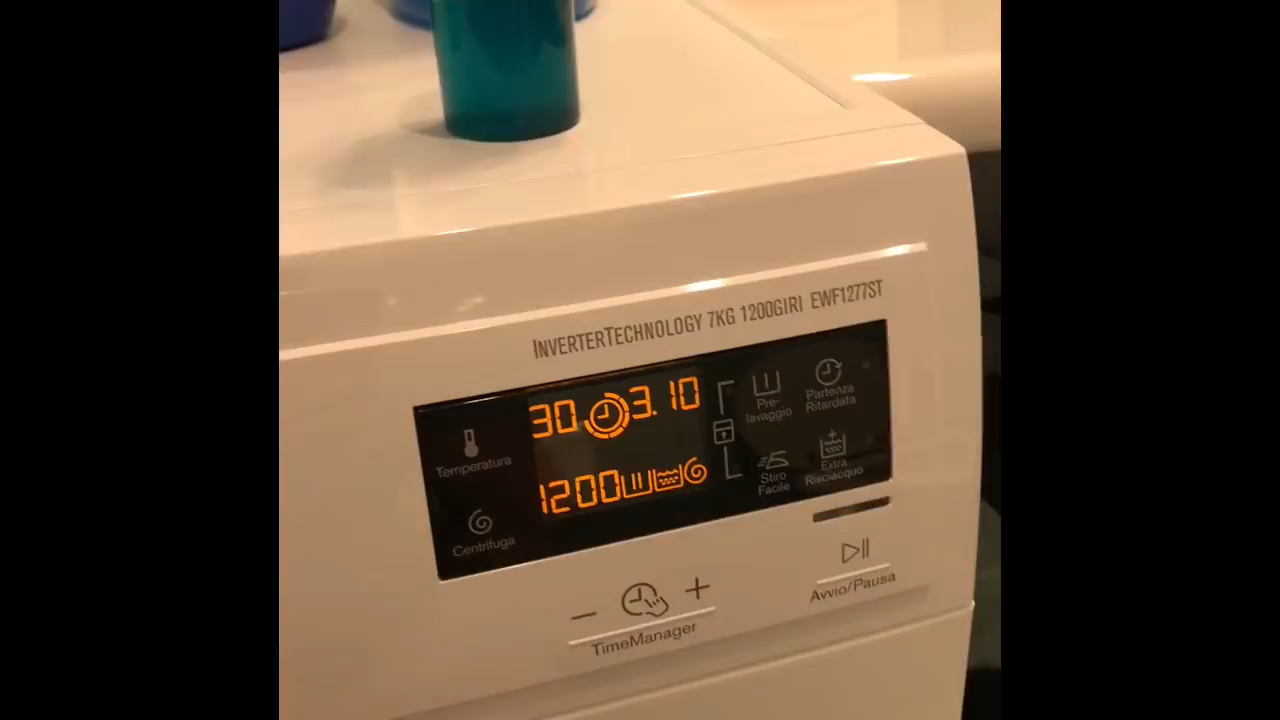 INVERTERTECHNOLOGY 7KG 1200GIRI EWF1277ST
30 3.10
1200
Temperatura
Centrifuga
Pre-
lavaggio
Partenza
Ritardata
Stiro
Facile
Extra
Risciacquo
TimeManager
Avvio/Pausa